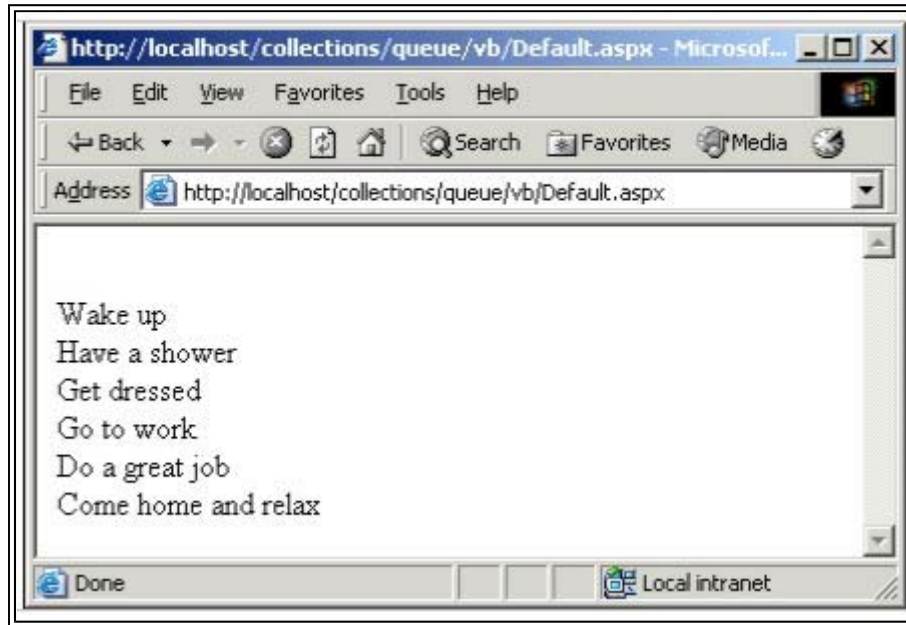 http://localhost/collections/queue/vb/Default.aspx - Microsof...
File Edit View Favorites Tools Help
Back Search Favorites Media
Address http://localhost/collections/queue/vb/Default.aspx
Wake up
Have a shower
Get dressed
Go to work
Do a great job
Come home and relax
Done Local intranet